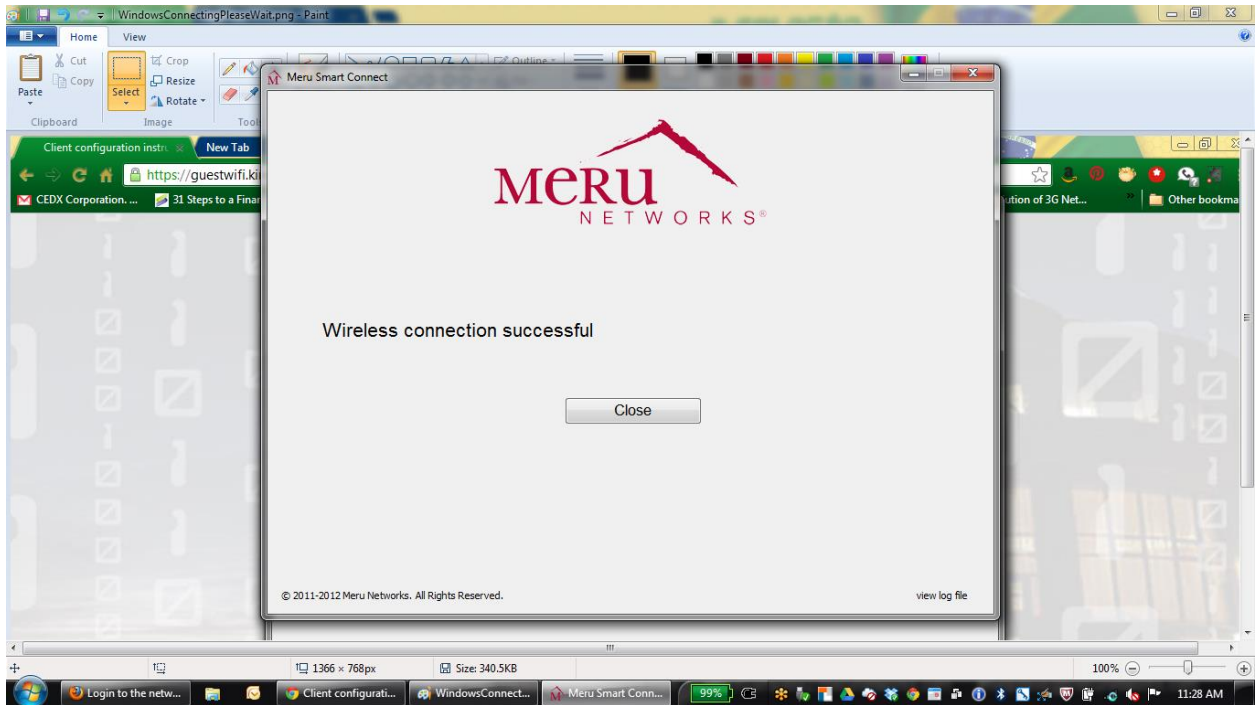 WindowsConnectingPleaseWait.png - Paint
Home View
Cut
Copy
Paste
Select
Crop
Resize
Rotate
Outline
Clipboard Image
Meru Smart Connect
Client configuration instr New Tab
https://guestwifi.ki
CEDX Corporation. ... 31 Steps to a Finan
ution of 3G Net... Other bookma
MERU
NETWORKS®
Wireless connection successful
Close
© 2011-2012 Meru Networks. All Rights Reserved. view log file
1366 × 768px Size: 340.5KB 100%
Login to the netw... Client configurati... WindowsConnect... Meru Smart Conn... 99% 11:28 AM